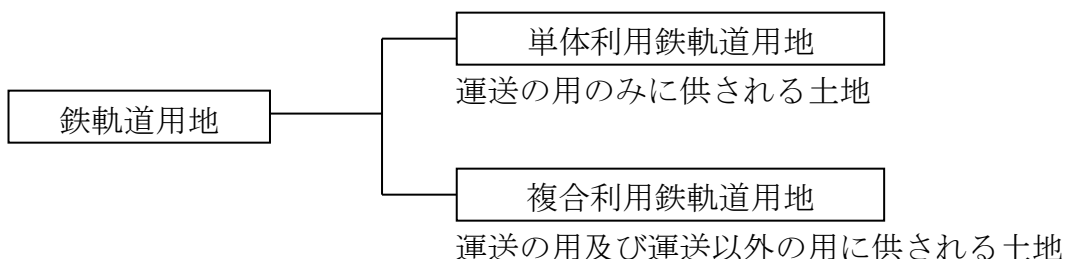 単体利用鉄軌道用地
運送の用のみに供される土地
鉄軌道用地
複合利用鉄軌道用地
運送の用及び運送以外の用に供される土地